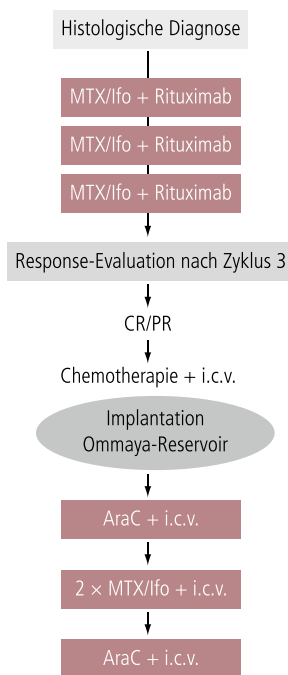 Histologische Diagnose
MTX/Ifo + Rituximab
MTX/Ifo + Rituximab
MTX/Ifo + Rituximab
Response-Evaluation nach Zyklus 3
CR/PR
Chemotherapie + i.c.v.
Implantation
Ommaya-Reservoir
AraC + i.c.v.
2 × MTX/Ifo + i.c.v.
AraC + i.c.v.